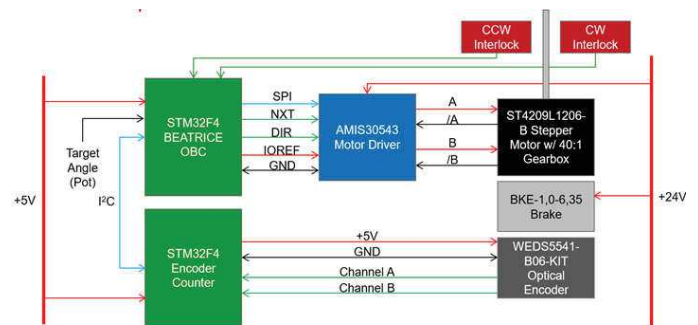 CCW
Interlock
CW
Interlock
STM32F4
BEATRICE
OBC
SPI
NXT
DIR
IOREF
GND
AMIS30543
Motor Driver
A
/A
B
/B
ST4209L1206-
B Stepper
Motor w/ 40:1
Gearbox
Target
Angle
(Pot)
I²C
+5V
BKE-1,0-6,35
Brake
+24V
STM32F4
Encoder
Counter
+5V
GND
Channel A
Channel B
WEDS5541-
B06-KIT
Optical
Encoder